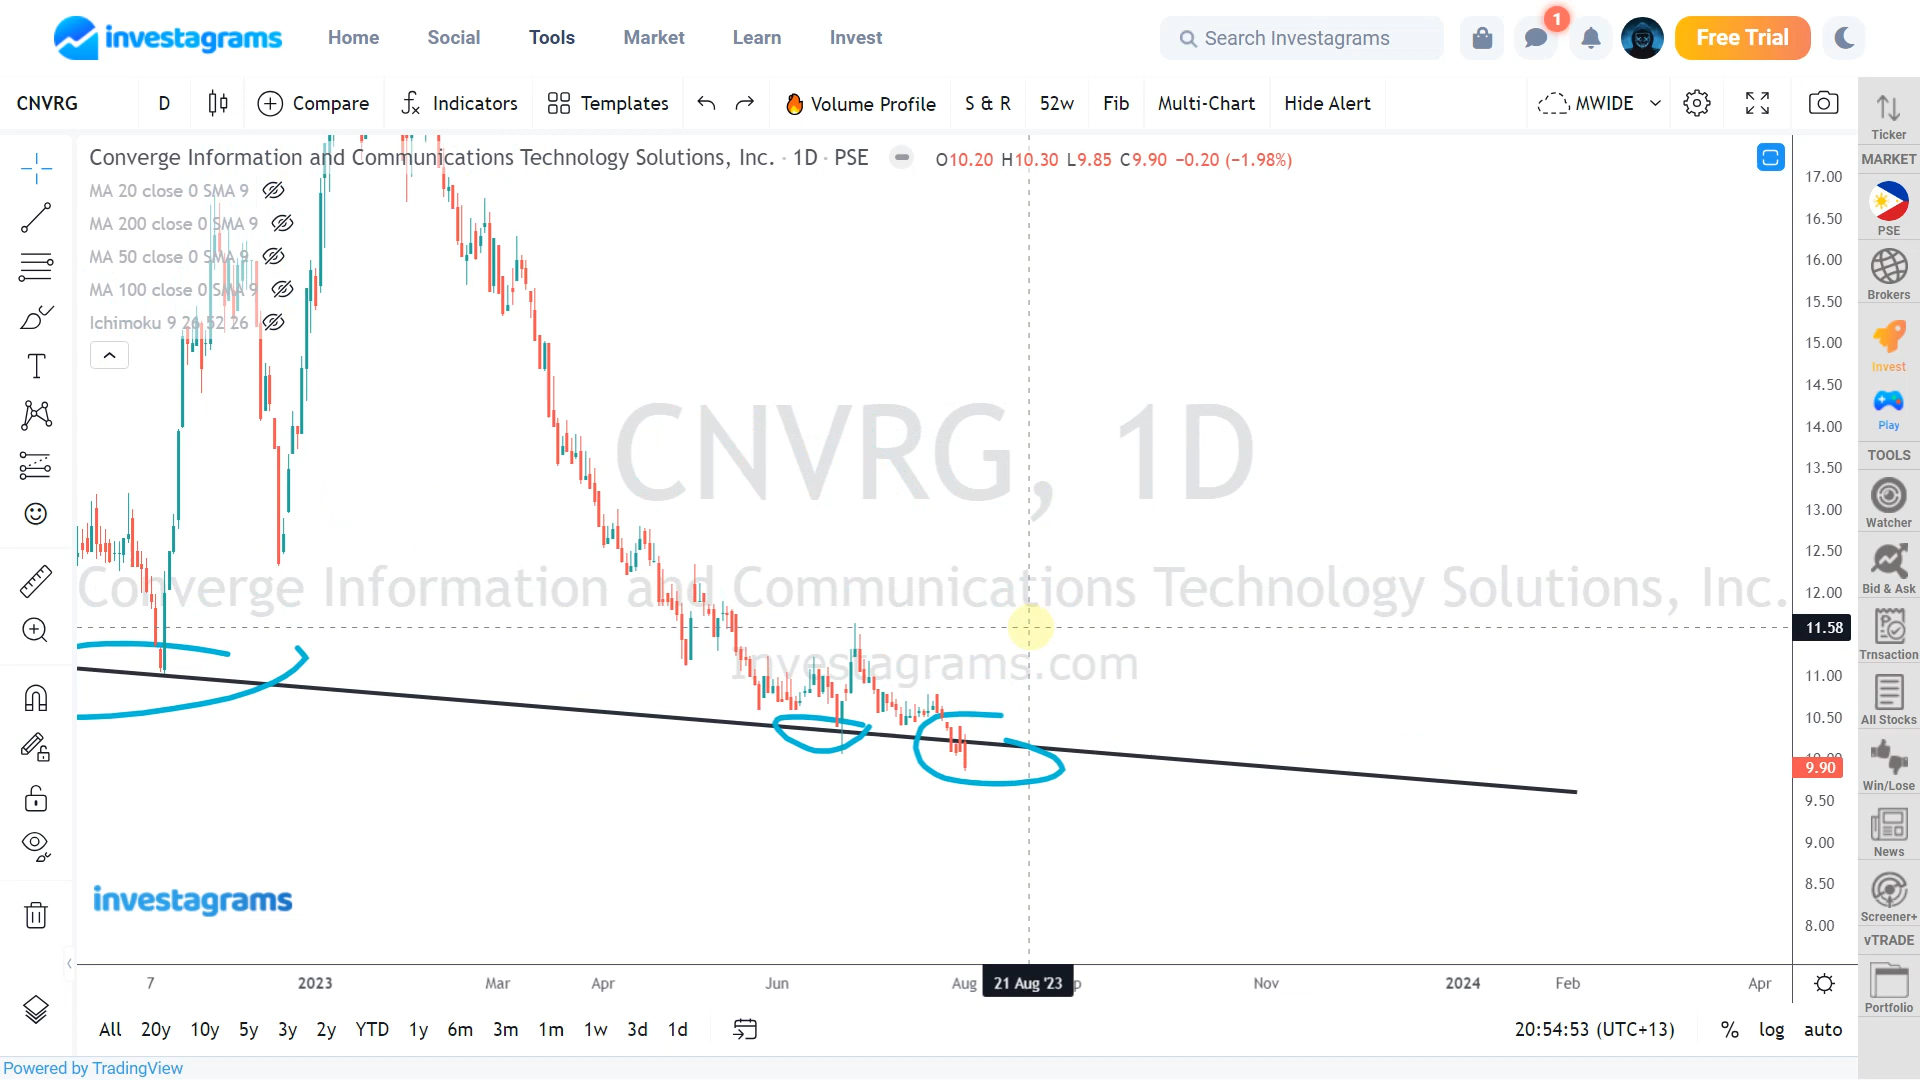 investagrams
Home Social Tools Market Learn Invest
Search Investagrams
1
Free Trial
CNVRG D Compare Indicators Templates Volume Profile S & R 52w Fib Multi-Chart Hide Alert MWIDE
Converge Information and Communications Technology Solutions, Inc. · 1D · PSE O10.20 H10.30 L9.85 C9.90 −0.20 (−1.98%)
MA 20 close 0 SMA 9
MA 200 close 0 SMA 9
MA 50 close 0 SMA 9
MA 100 close 0 SMA 9
Ichimoku 9 26 52 26
CNVRG, 1D
Converge Information and Communications Technology Solutions, Inc.
investagrams.com
investagrams
17.00
16.50
16.00
15.50
15.00
14.50
14.00
13.50
13.00
12.50
12.00
11.58
11.00
10.50
9.90
9.50
9.00
8.50
8.00
7 2023 Mar Apr Jun Aug 21 Aug '23 Nov 2024 Feb Apr
All 20y 10y 5y 3y 2y YTD 1y 6m 3m 1m 1w 3d 1d
20:54:53 (UTC+13) % log auto
Powered by TradingView
Ticker
MARKET
PSE
Brokers
Invest
Play
TOOLS
Watcher
Bid & Ask
Trnsaction
All Stocks
Win/Lose
News
Screener+
vTRADE
Portfolio